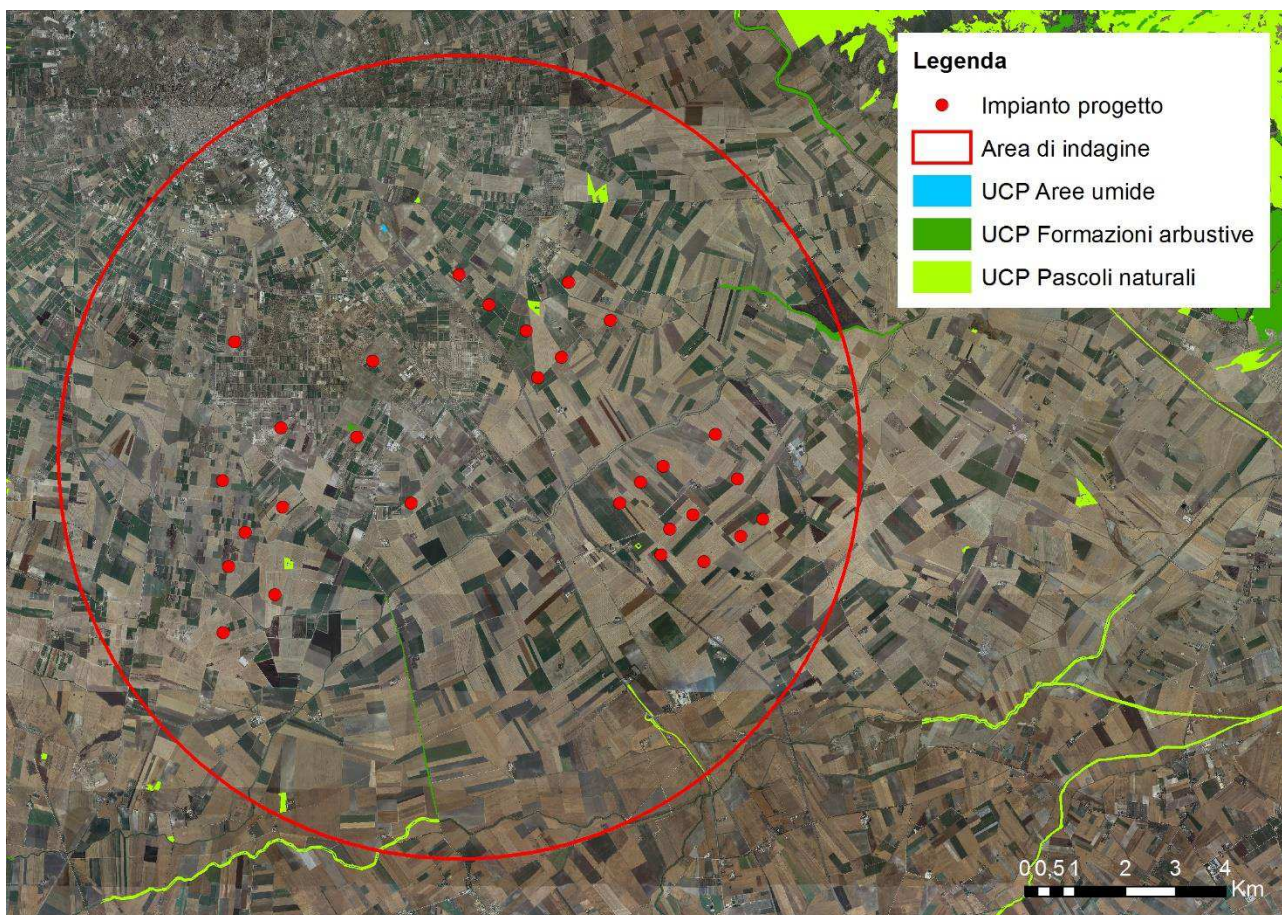 Legenda
Impianto progetto
Area di indagine
UCP Aree umide
UCP Formazioni arbustive
UCP Pascoli naturali
0 0,5 1 2 3 4
Km